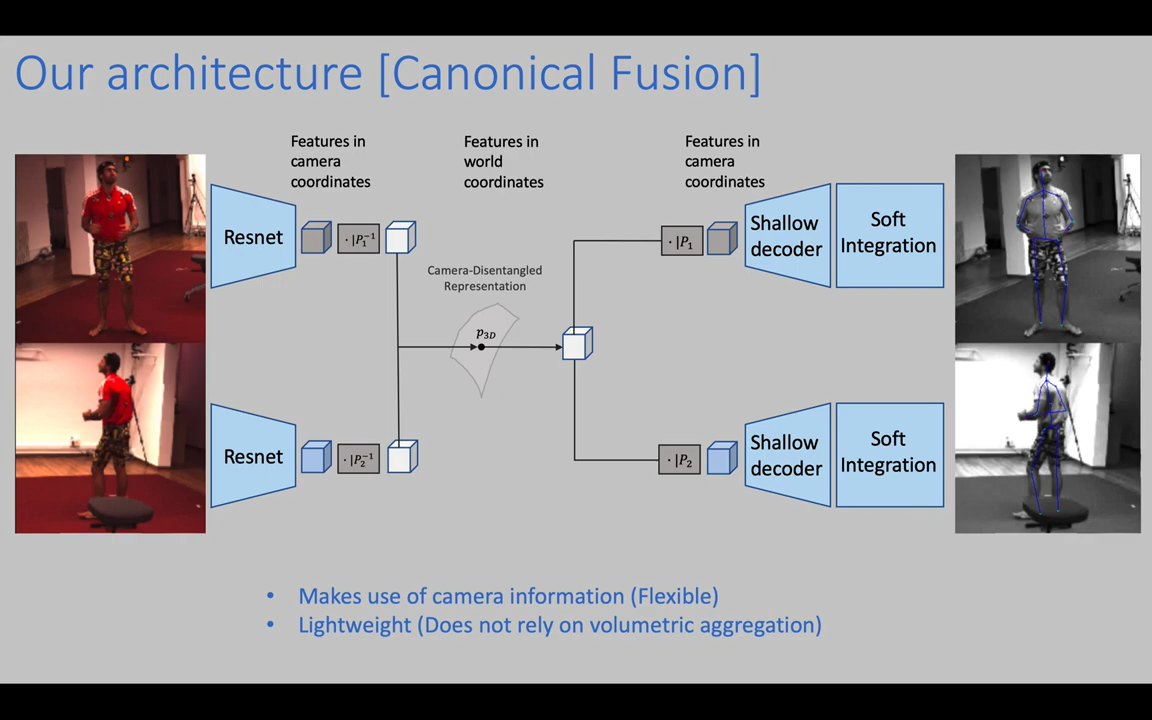 Our architecture [Canonical Fusion]
Features in
camera
coordinates
Features in
world
coordinates
Features in
camera
coordinates
Resnet
· |P₁⁻¹
Camera-Disentangled
Representation
p₃D
· |P₁
Shallow
decoder
Soft
Integration
Resnet
· |P₂⁻¹
· |P₂
Shallow
decoder
Soft
Integration
• Makes use of camera information (Flexible)
• Lightweight (Does not rely on volumetric aggregation)